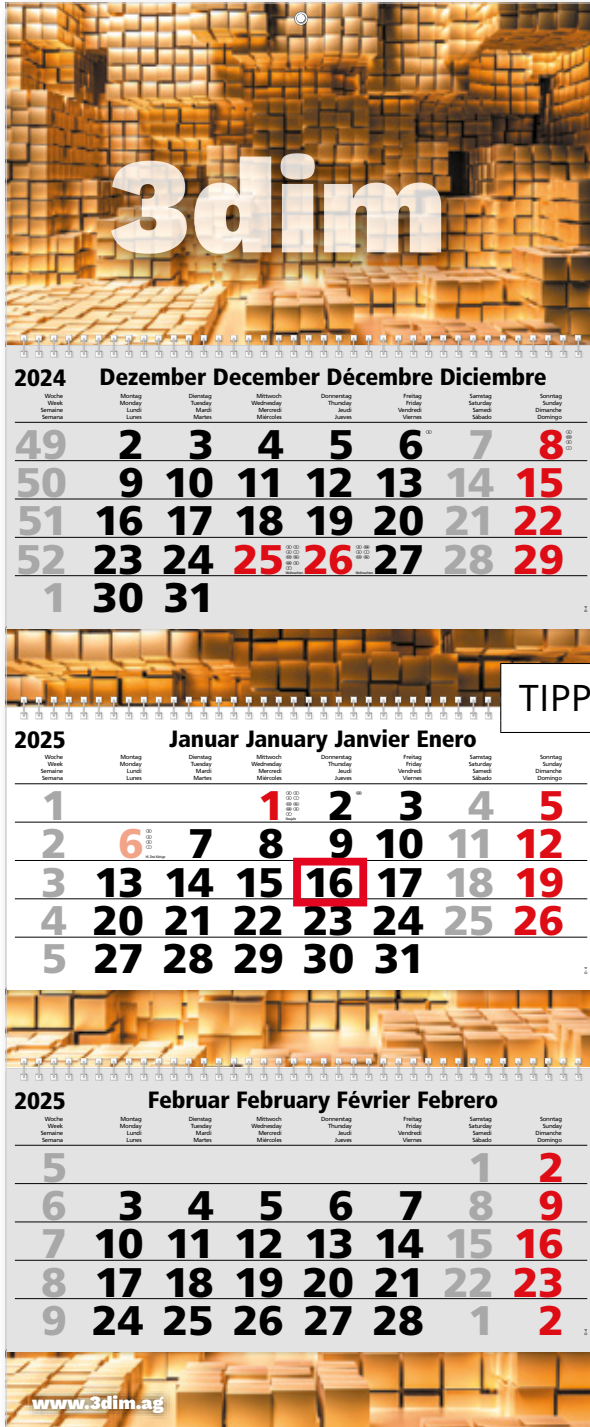 3dim
2024 Dezember December Décembre Diciembre
Woche Montag Dienstag Mittwoch Donnerstag Freitag Samstag Sonntag
Week Monday Tuesday Wednesday Thursday Friday Saturday Sunday
Semaine Lundi Mardi Mercredi Jeudi Vendredi Samedi Dimanche
Semana Lunes Martes Miércoles Jueves Viernes Sábado Domingo
49 2 3 4 5 6 7 8
50 9 10 11 12 13 14 15
51 16 17 18 19 20 21 22
52 23 24 25 26 27 28 29
Weihnachten Weihnachten
1 30 31
TIPP
2025 Januar January Janvier Enero
Woche Montag Dienstag Mittwoch Donnerstag Freitag Samstag Sonntag
Week Monday Tuesday Wednesday Thursday Friday Saturday Sunday
Semaine Lundi Mardi Mercredi Jeudi Vendredi Samedi Dimanche
Semana Lunes Martes Miércoles Jueves Viernes Sábado Domingo
1 1 2 3 4 5
Neujahr
2 6 7 8 9 10 11 12
Hl. Drei Könige
3 13 14 15 16 17 18 19
4 20 21 22 23 24 25 26
5 27 28 29 30 31
2025 Februar February Février Febrero
Woche Montag Dienstag Mittwoch Donnerstag Freitag Samstag Sonntag
Week Monday Tuesday Wednesday Thursday Friday Saturday Sunday
Semaine Lundi Mardi Mercredi Jeudi Vendredi Samedi Dimanche
Semana Lunes Martes Miércoles Jueves Viernes Sábado Domingo
5 1 2
6 3 4 5 6 7 8 9
7 10 11 12 13 14 15 16
8 17 18 19 20 21 22 23
9 24 25 26 27 28 1 2
www.3dim.ag